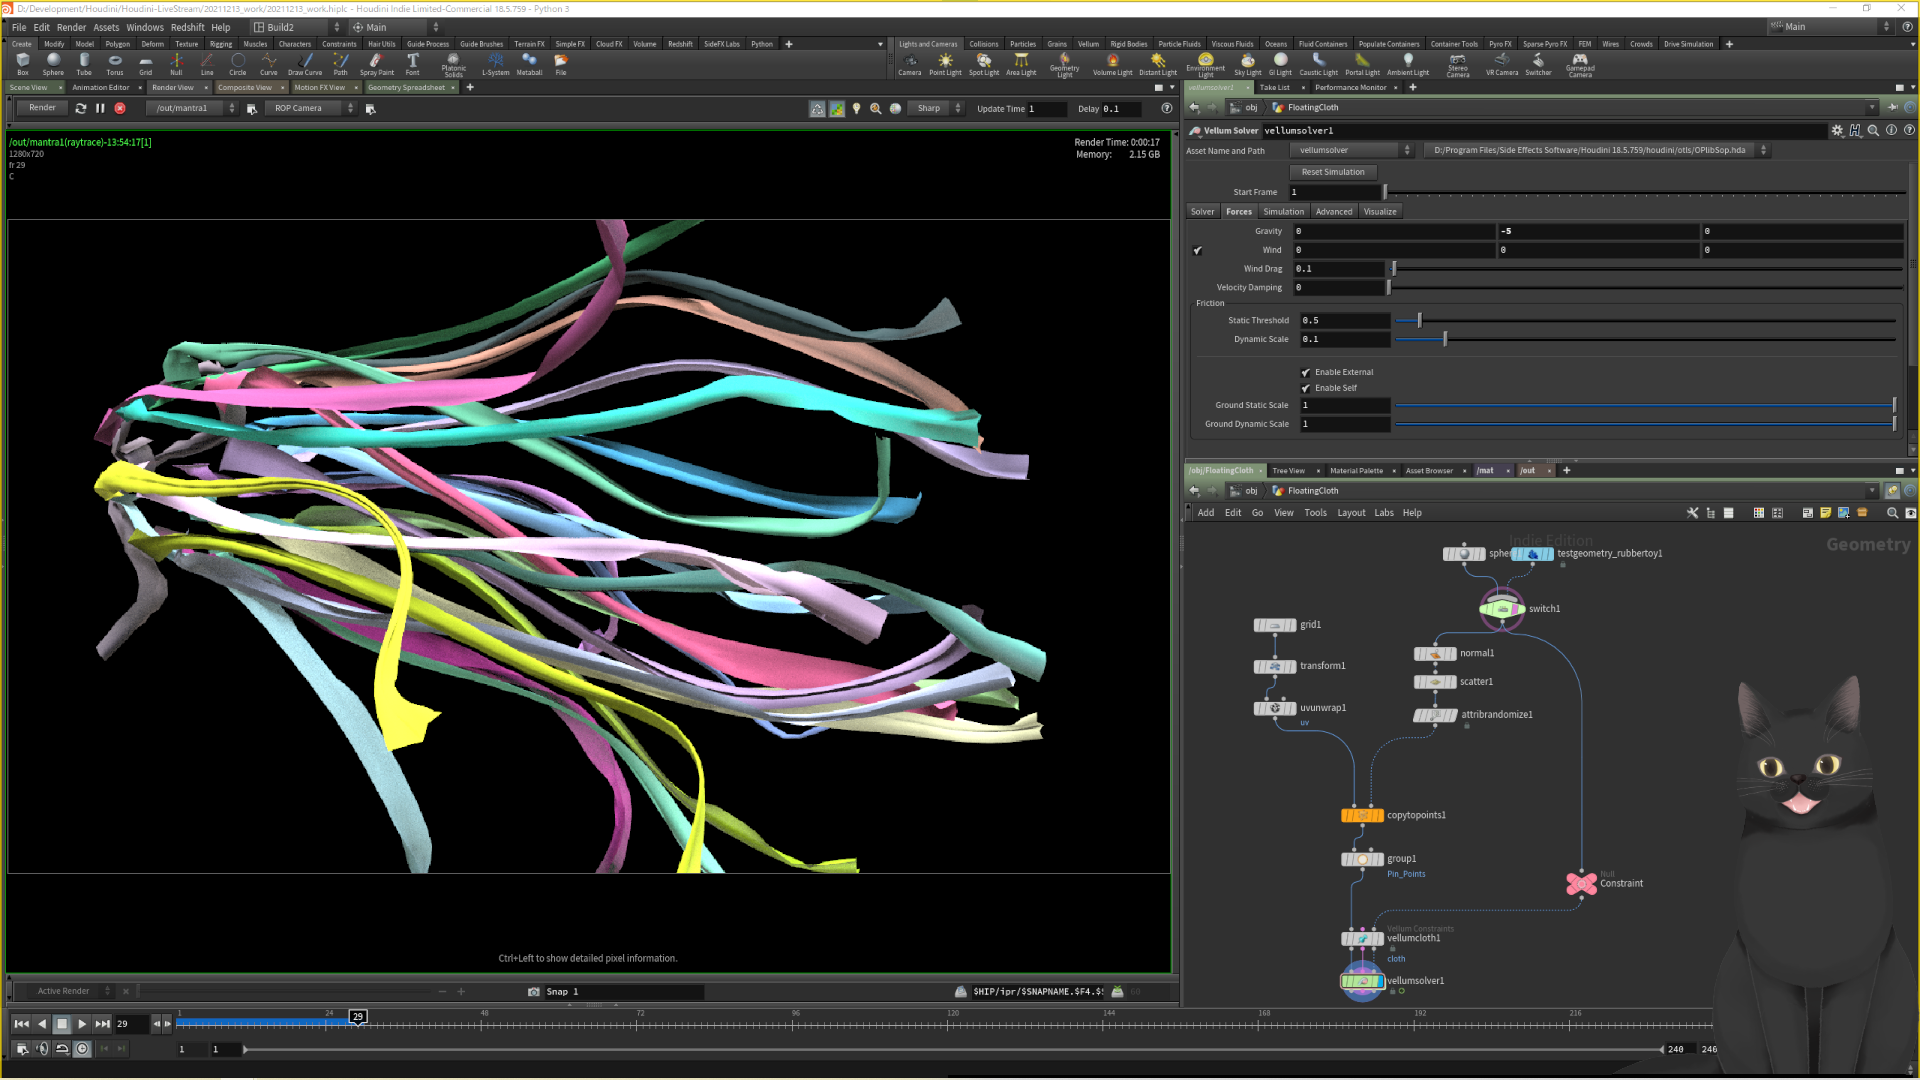 D:/Development/Houdini/Houdini-LiveStream/20211213_work/20211213_work.hiplc - Houdini Indie Limited-Commercial 18.5.759 - Python 3
File Edit Render Assets Windows Redshift Help Build2 Main Main
Create Modify Model Polygon Deform Texture Rigging Muscles Characters Constraints Hair Utils Guide Process Guide Brushes Terrain FX Simple FX Cloud FX Volume Redshift SideFX Labs Python
Box Sphere Tube Torus Grid Null Line Circle Curve Draw Curve Path Spray Paint Font Platonic Solids L-System Metaball File
Lights and Cameras Collisions Particles Grains Vellum Rigid Bodies Particle Fluids Viscous Fluids Oceans Fluid Containers Populate Containers Container Tools Pyro FX Sparse Pyro FX FEM Wires Crowds Drive Simulation
Camera Point Light Spot Light Area Light Geometry Light Volume Light Distant Light Environment Light Sky Light GI Light Caustic Light Portal Light Ambient Light Stereo Camera VR Camera Switcher Gamepad Camera
Scene View Animation Editor Render View Composite View Motion FX View Geometry Spreadsheet
Render /out/mantra1 ROP Camera Sharp Update Time 1 Delay 0.1
/out/mantra1(raytrace)-13:54:17[1]
1280x720
fr 29
C
Render Time: 0:00:17
Memory: 2.15 GB
Ctrl+Left to show detailed pixel information.
Active Render Snap 1 $HIP/ipr/$SNAPNAME.$F4.$ 60
29 1 24 29 48 72 96 120 144 168 192 216
1 1 240 246
vellumsolver1 Take List Performance Monitor
obj FloatingCloth
Vellum Solver vellumsolver1
Asset Name and Path vellumsolver D:/Program Files/Side Effects Software/Houdini 18.5.759/houdini/otls/OPlibSop.hda
Reset Simulation
Start Frame 1
Solver Forces Simulation Advanced Visualize
Gravity 0 -5 0
Wind 0 0 0
Wind Drag 0.1
Velocity Damping 0
Friction
Static Threshold 0.5
Dynamic Scale 0.1
Enable External
Enable Self
Ground Static Scale 1
Ground Dynamic Scale 1
/obj/FloatingCloth Tree View Material Palette Asset Browser /mat /out
obj FloatingCloth
Add Edit Go View Tools Layout Labs Help
Indie Edition
Geometry
spher testgeometry_rubbertoy1
switch1
grid1
normal1
transform1
scatter1
uvunwrap1
uv
attribrandomize1
copytopoints1
group1
Pin_Points
Null
Constraint
Vellum Constraints
vellumcloth1
cloth
vellumsolver1